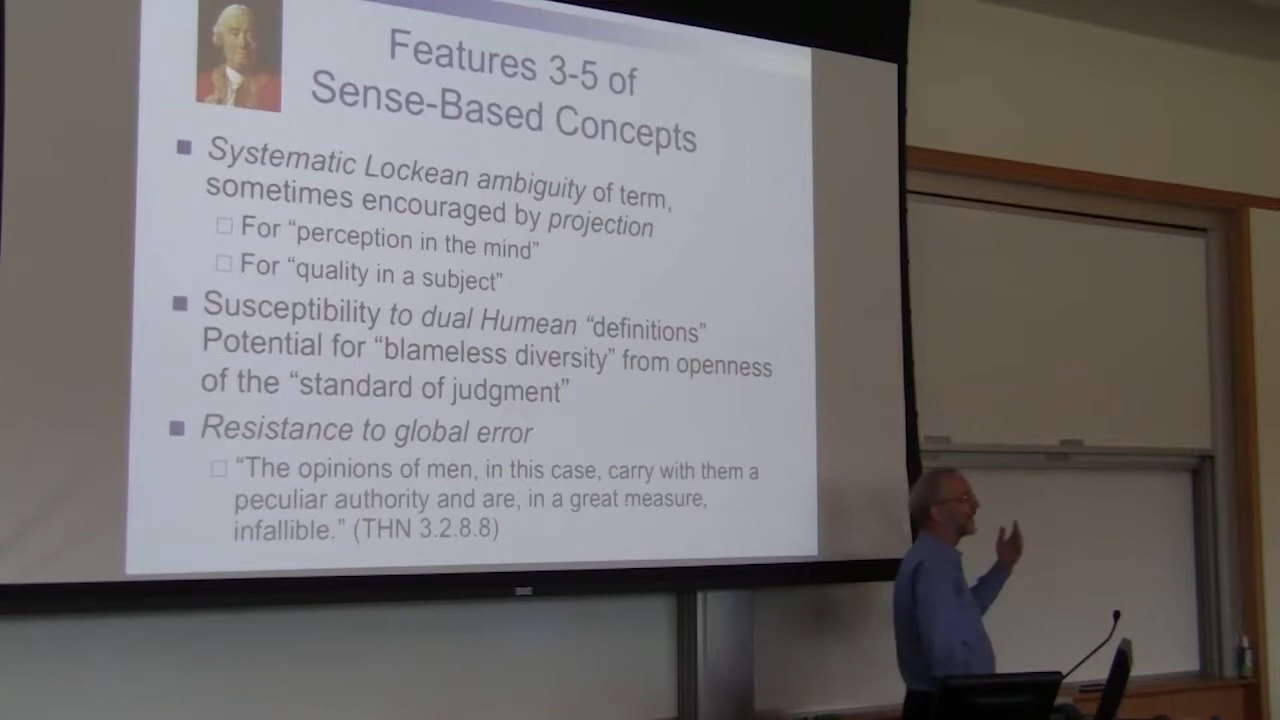 Features 3-5 of
Sense-Based Concepts
Systematic Lockean ambiguity of term,
sometimes encouraged by projection
For “perception in the mind”
For “quality in a subject”
Susceptibility to dual Humean “definitions”
Potential for “blameless diversity” from openness
of the “standard of judgment”
Resistance to global error
“The opinions of men, in this case, carry with them a
peculiar authority and are, in a great measure,
infallible.” (THN 3.2.8.8)